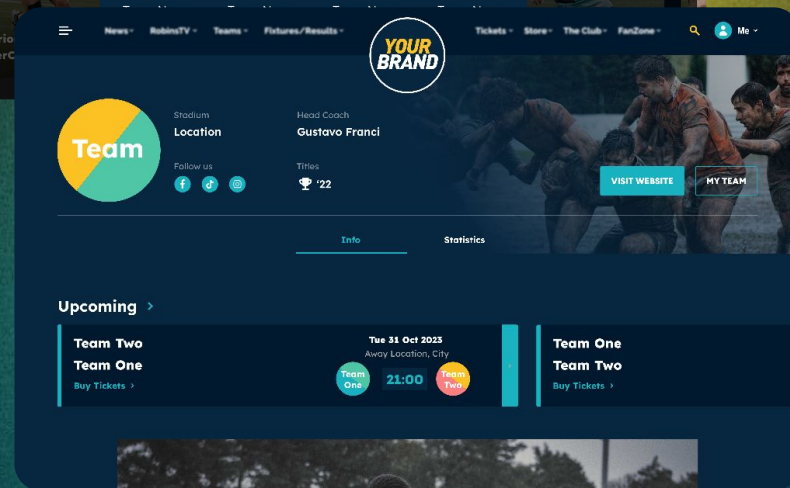 News RobinsTV Teams Fixtures/Results
YOUR
BRAND
Tickets Store The Club FanZone
Me
Team
Stadium
Location
Head Coach
Gustavo Franci
Follow us
Titles
'22
VISIT WEBSITE
MY TEAM
Info
Statistics
Upcoming >
Team Two
Team One
Buy Tickets >
Tue 31 Oct 2023
Away Location, City
Team
One
21:00
Team
Two
Team One
Team Two
Buy Tickets >